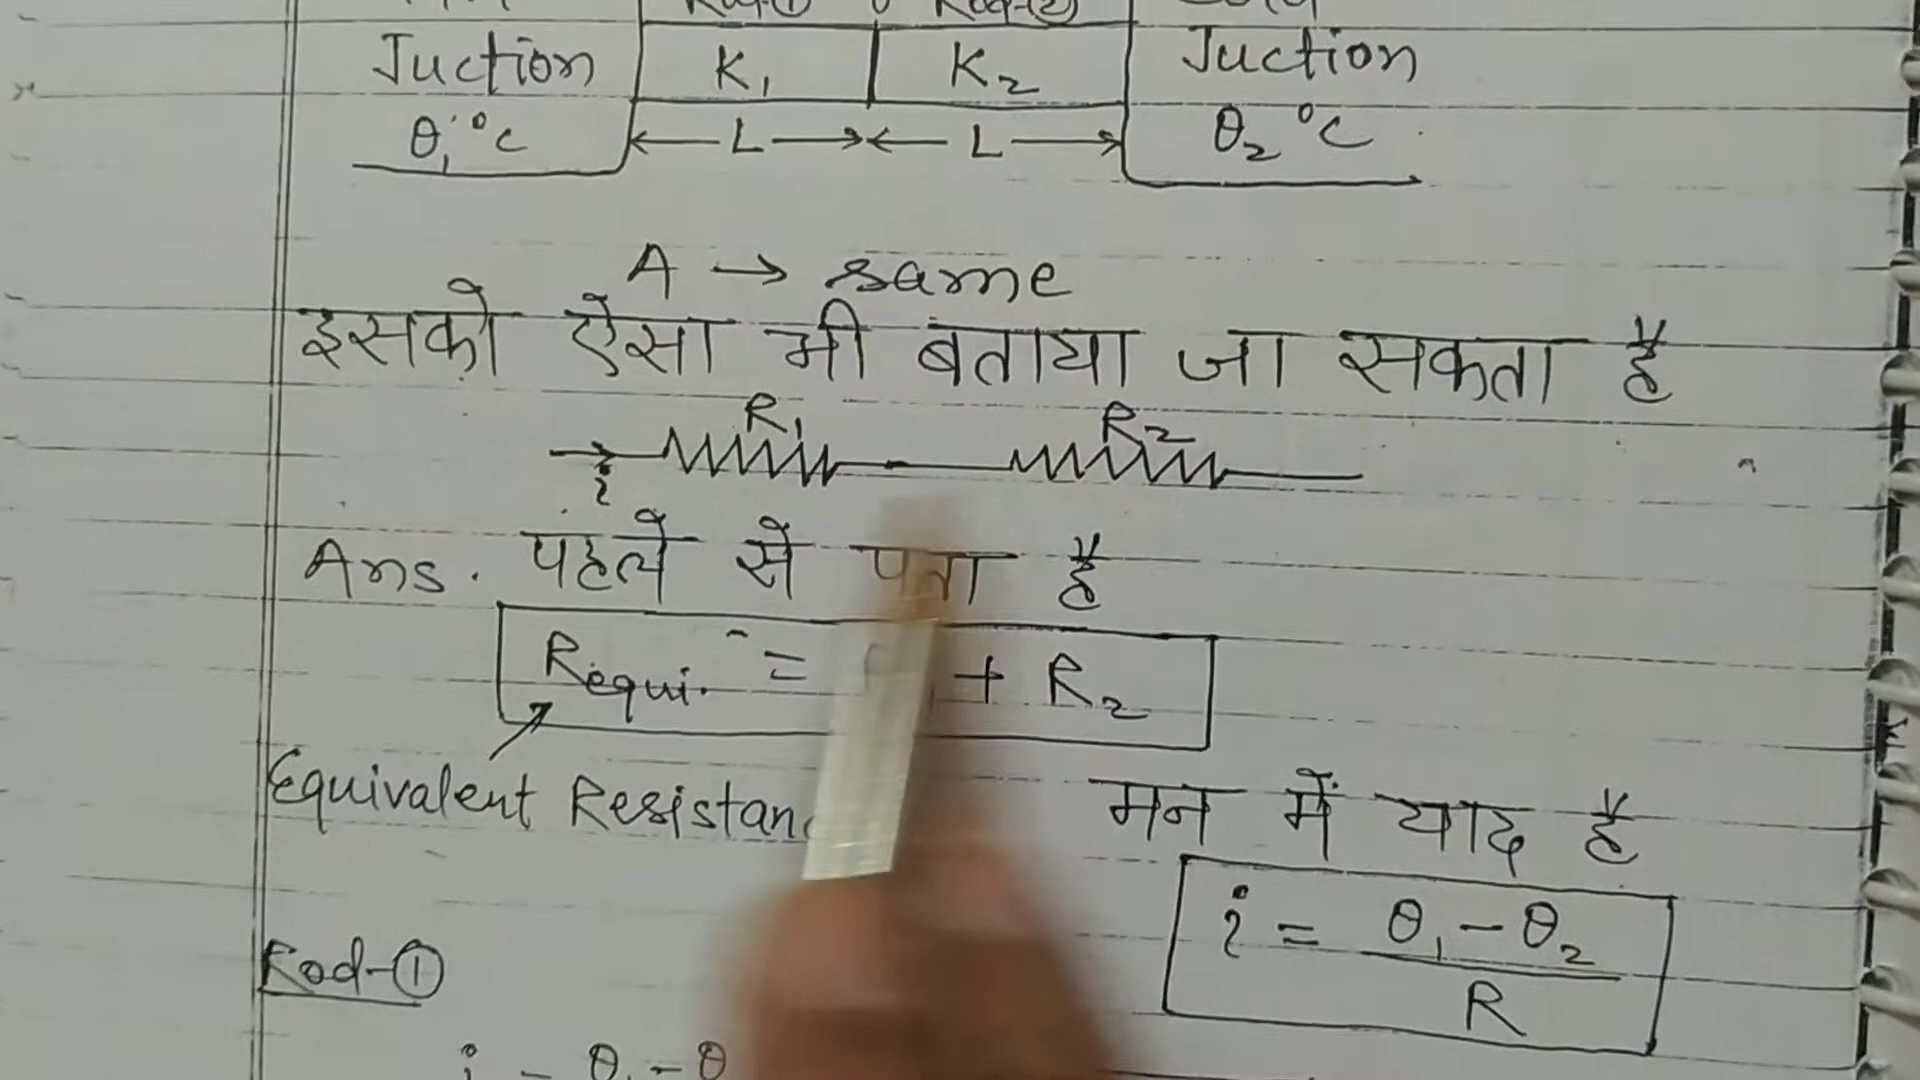 Juction K₁ K₂ Juction
θ₁°c ← L → ← L → θ₂°C
A → same
इसको ऐसा भी बताया जा सकता है
R₁ R₂
i
Ans. पहले से पता है
Requi. = + R₂
Equivalent मन में याद है
i = θ₁ - θ₂
R
Rod-①